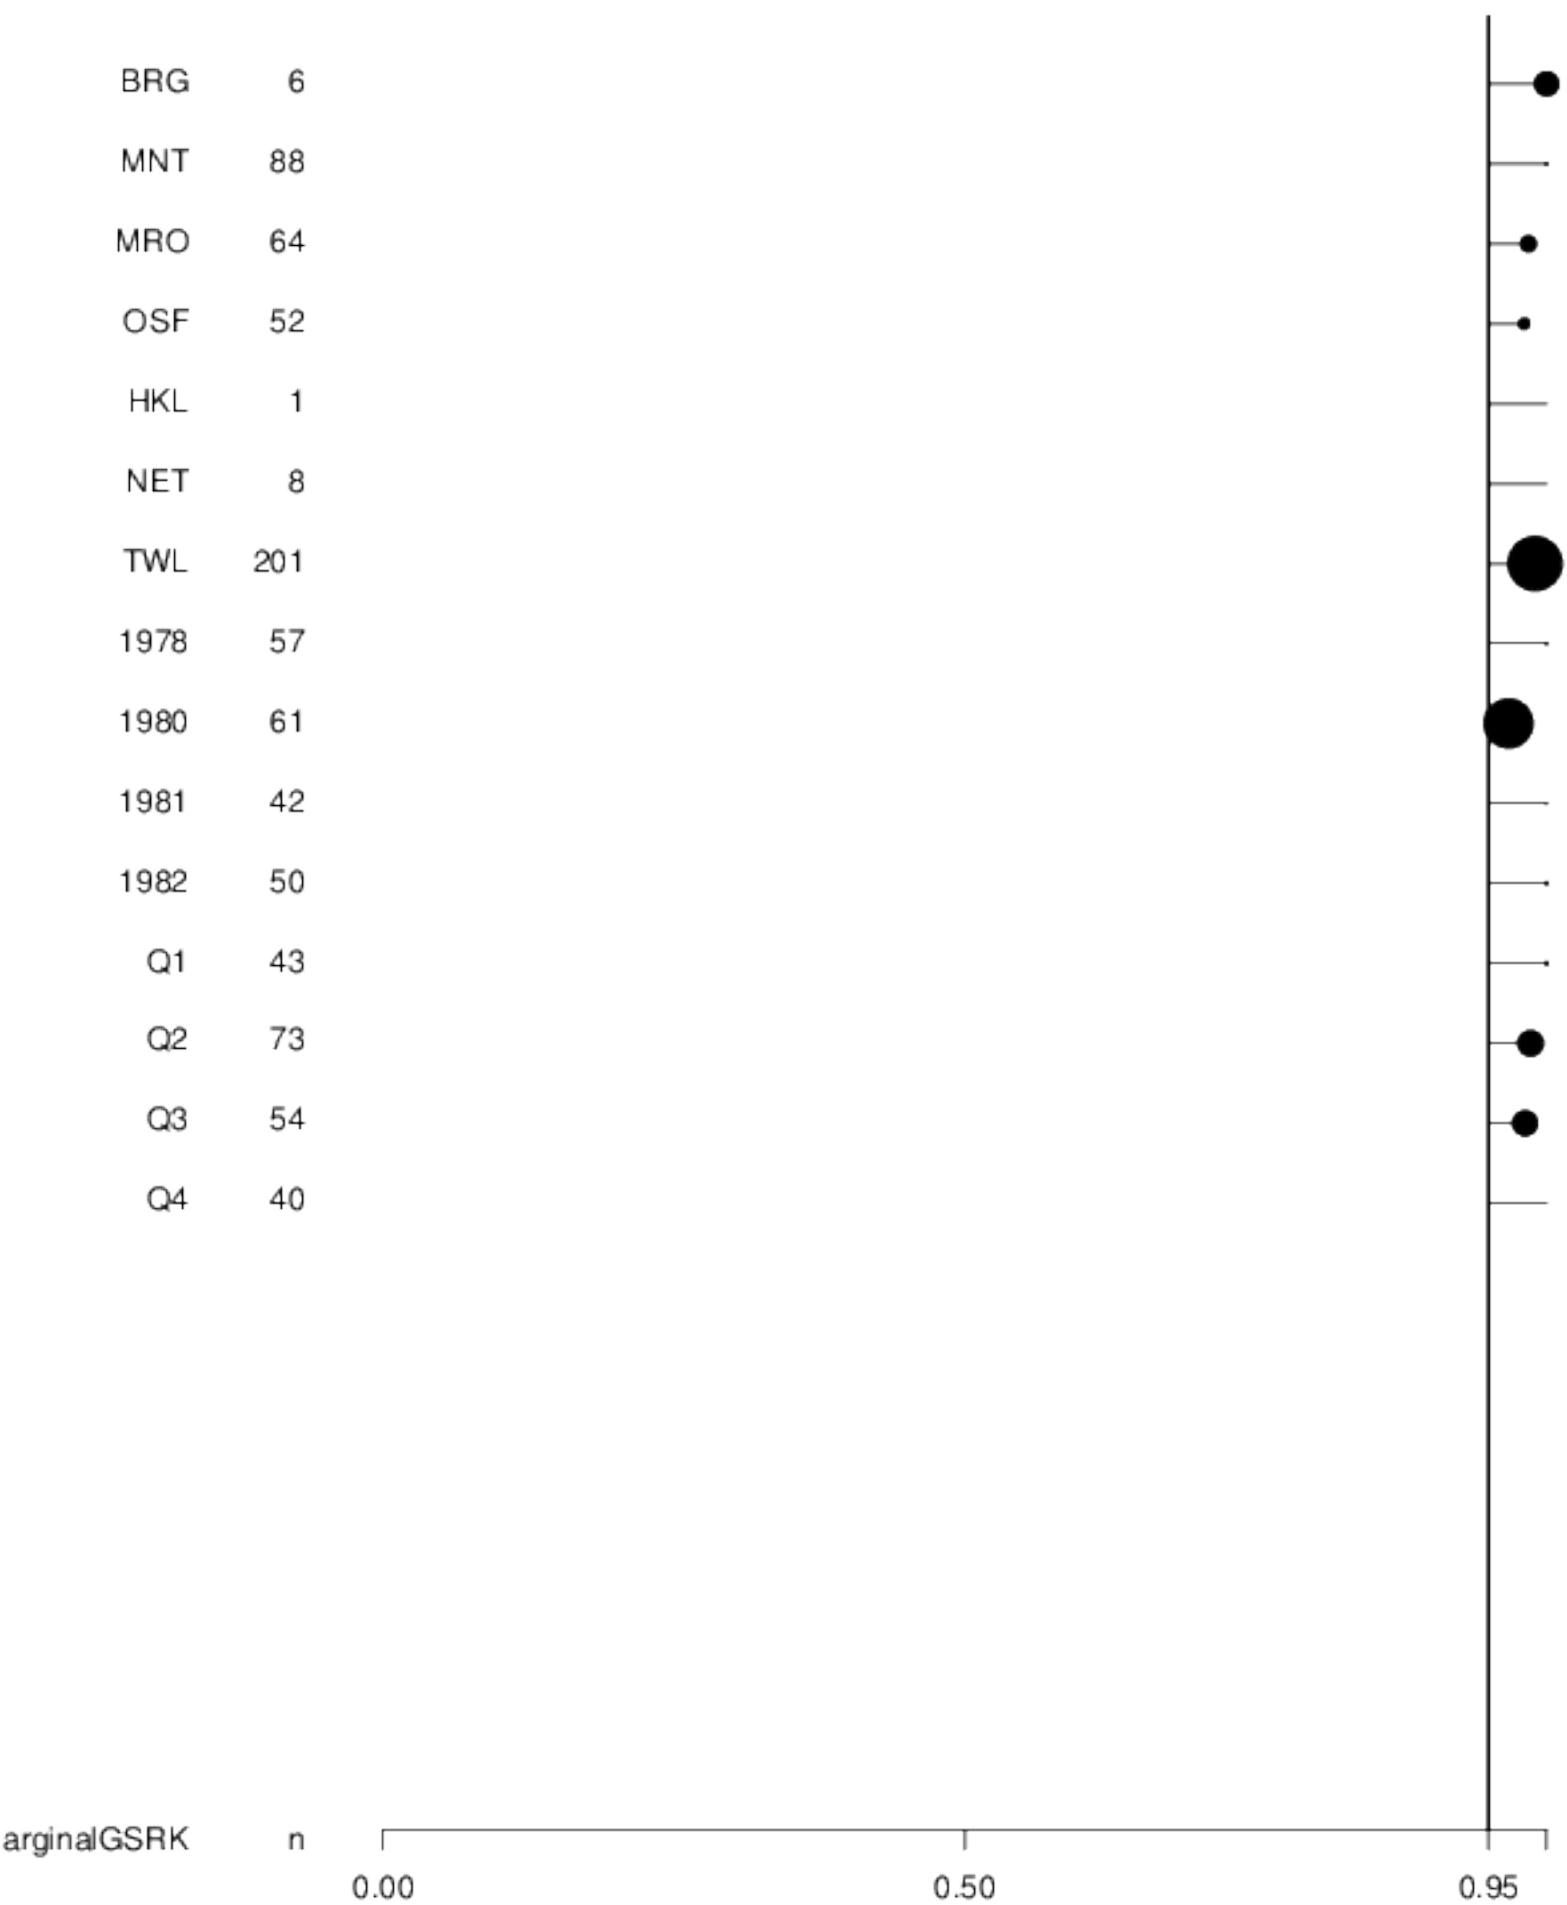 BRG 6
MNT 88
MRO 64
OSF 52
HKL 1
NET 8
TWL 201
1978 57
1980 61
1981 42
1982 50
Q1 43
Q2 73
Q3 54
Q4 40
arginalGSRK n
0.00 0.50 0.95